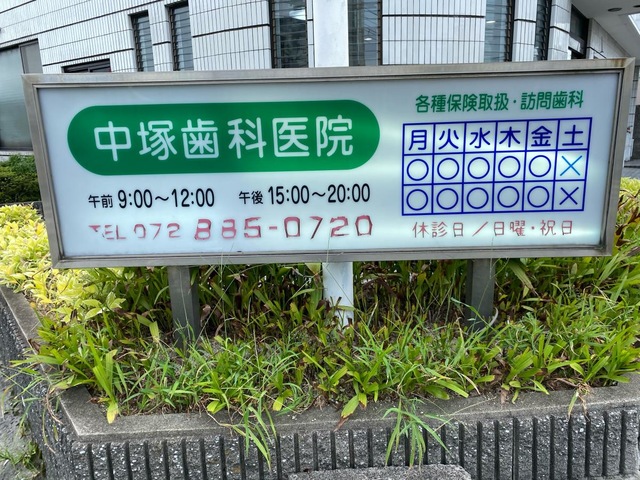 中塚歯科医院
午前 9:00～12:00 午後 15:00～20:00
TEL 072 885-0720
各種保険取扱・訪問歯科
月 火 水 木 金 土
○ ○ ○ ○ ○ ×
○ ○ ○ ○ ○ ×
休診日／日曜・祝日